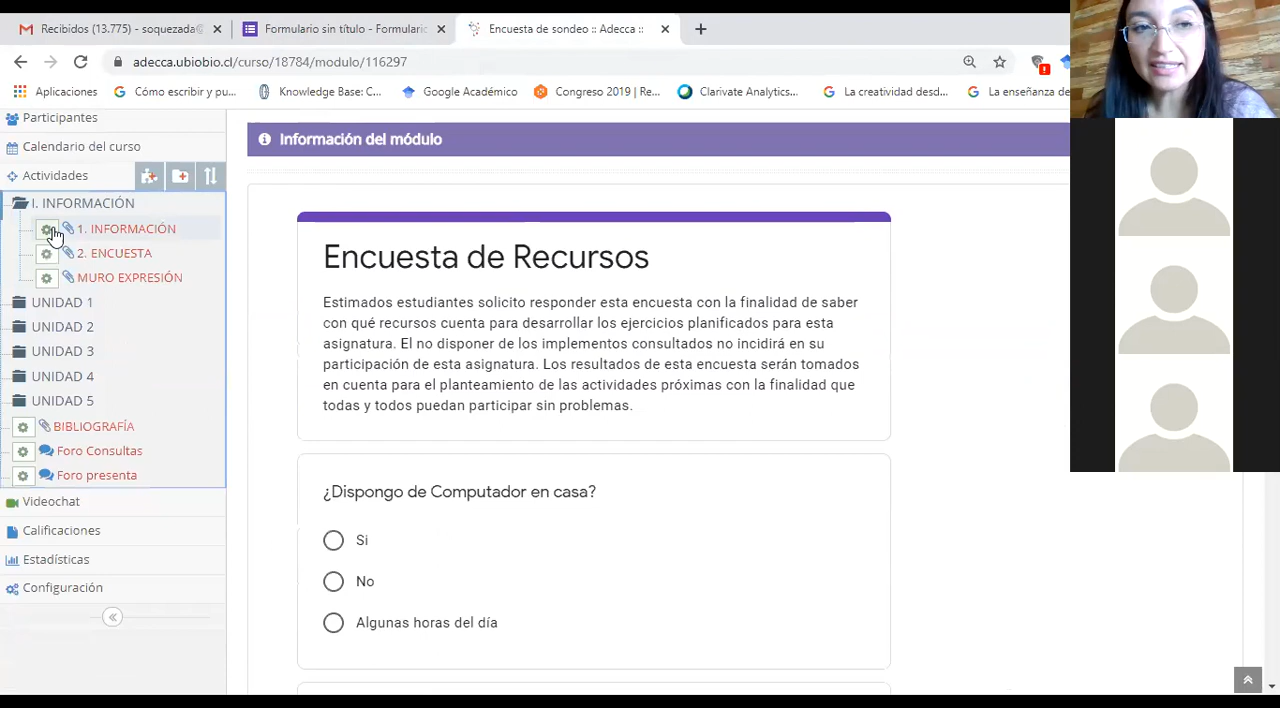 Recibidos (13.775) - soquezada@
Formulario sin título - Formulario
Encuesta de sondeo :: Adecca ::
adecca.ubiobio.cl/curso/18784/modulo/116297
Aplicaciones
Cómo escribir y pu...
Knowledge Base: C...
Google Académico
Congreso 2019 | Re...
Clarivate Analytics...
La creatividad desd...
La enseñanza de
Participantes
Calendario del curso
Actividades
I. INFORMACIÓN
1. INFORMACIÓN
2. ENCUESTA
MURO EXPRESIÓN
UNIDAD 1
UNIDAD 2
UNIDAD 3
UNIDAD 4
UNIDAD 5
BIBLIOGRAFÍA
Foro Consultas
Foro presenta
Videochat
Calificaciones
Estadísticas
Configuración
Información del módulo
Encuesta de Recursos
Estimados estudiantes solicito responder esta encuesta con la finalidad de saber
con qué recursos cuenta para desarrollar los ejercicios planificados para esta
asignatura. El no disponer de los implementos consultados no incidirá en su
participación de esta asignatura. Los resultados de esta encuesta serán tomados
en cuenta para el planteamiento de las actividades próximas con la finalidad que
todas y todos puedan participar sin problemas.
¿Dispongo de Computador en casa?
Si
No
Algunas horas del día